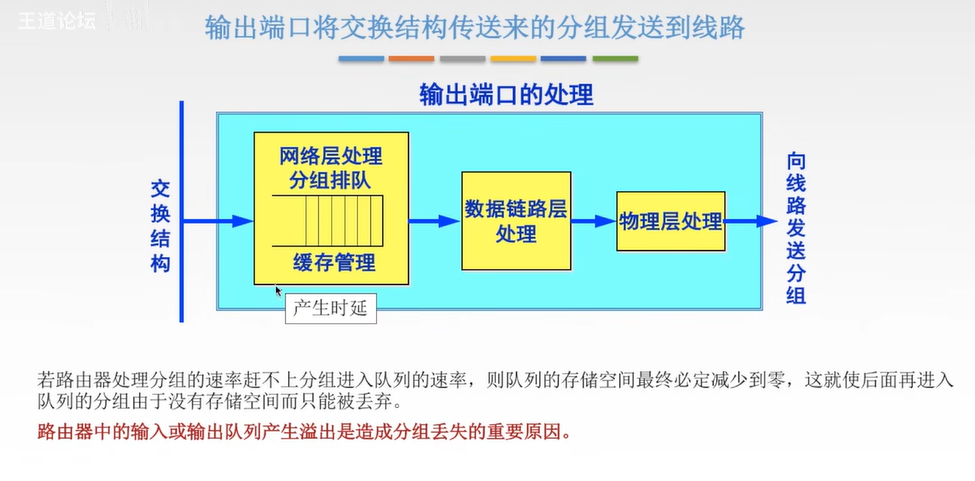 王道论坛
输出端口将交换结构传送来的分组发送到线路
输出端口的处理
交换结构
网络层处理
分组排队
缓存管理
产生时延
数据链路层
处理
物理层处理
向线路发送分组
若路由器处理分组的速率赶不上分组进入队列的速率，则队列的存储空间最终必定减少到零，这就使后面再进入
队列的分组由于没有存储空间而只能被丢弃。
路由器中的输入或输出队列产生溢出是造成分组丢失的重要原因。